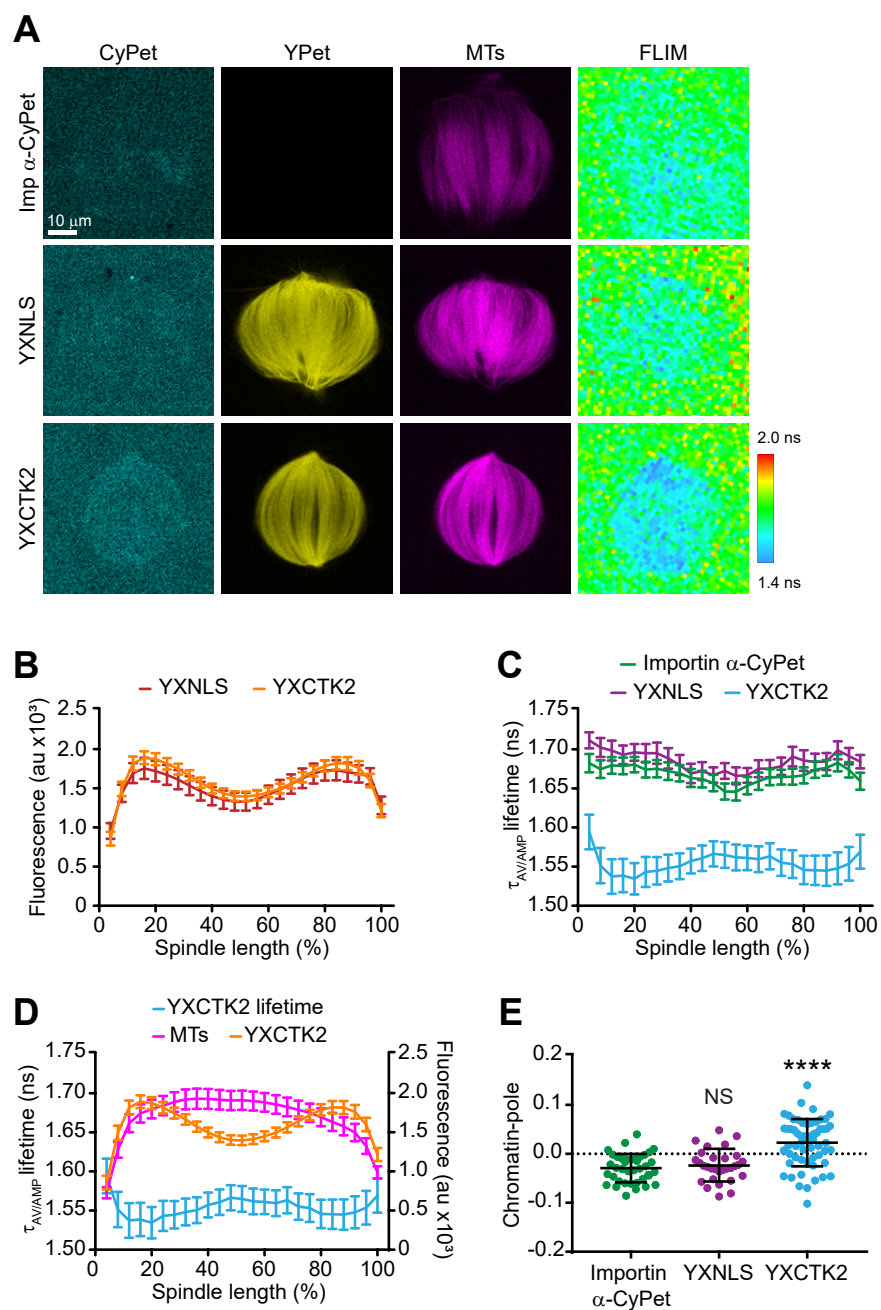 A
CyPet YPet MTs FLIM
Imp α-CyPet
10 μm
YXNLS
YXCTK2
2.0 ns
1.4 ns
B
YXNLS YXCTK2
Fluorescence (au x10³)
2.5
2.0
1.5
1.0
0.5
0
0 20 40 60 80 100
Spindle length (%)
C
Importin α-CyPet
YXNLS YXCTK2
τAV/AMP lifetime (ns)
1.75
1.70
1.65
1.60
1.55
1.50
0 20 40 60 80 100
Spindle length (%)
D
YXCTK2 lifetime
MTs YXCTK2
τAV/AMP lifetime (ns)
1.75
1.70
1.65
1.60
1.55
1.50
2.5
2.0
1.5
1.0
0.5
0
Fluorescence (au x10³)
0 20 40 60 80 100
Spindle length (%)
E
Chromatin-pole
0.2
0.1
0.0
-0.1
-0.2
NS
****
Importin α-CyPet
YXNLS
YXCTK2